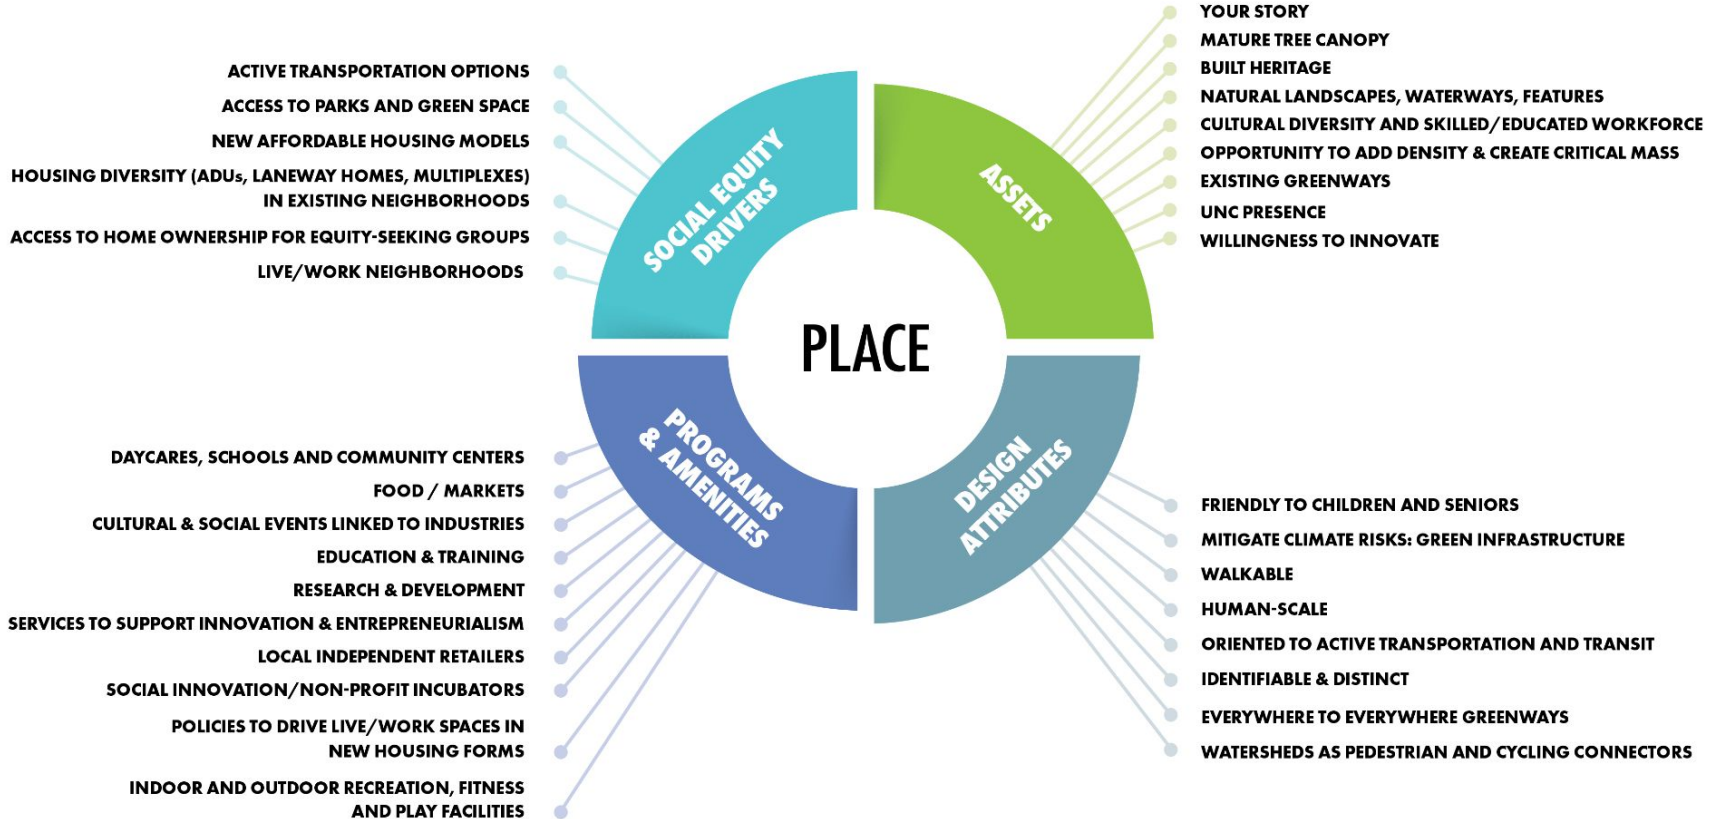 ACTIVE TRANSPORTATION OPTIONS
ACCESS TO PARKS AND GREEN SPACE
NEW AFFORDABLE HOUSING MODELS
HOUSING DIVERSITY (ADUs, LANEWAY HOMES, MULTIPLEXES)
IN EXISTING NEIGHBORHOODS
ACCESS TO HOME OWNERSHIP FOR EQUITY-SEEKING GROUPS
LIVE/WORK NEIGHBORHOODS
SOCIAL EQUITY
DRIVERS
YOUR STORY
MATURE TREE CANOPY
BUILT HERITAGE
NATURAL LANDSCAPES, WATERWAYS, FEATURES
CULTURAL DIVERSITY AND SKILLED/EDUCATED WORKFORCE
OPPORTUNITY TO ADD DENSITY & CREATE CRITICAL MASS
EXISTING GREENWAYS
UNC PRESENCE
WILLINGNESS TO INNOVATE
ASSETS
PLACE
PROGRAMS
& AMENITIES
DAYCARES, SCHOOLS AND COMMUNITY CENTERS
FOOD / MARKETS
CULTURAL & SOCIAL EVENTS LINKED TO INDUSTRIES
EDUCATION & TRAINING
RESEARCH & DEVELOPMENT
SERVICES TO SUPPORT INNOVATION & ENTREPRENEURIALISM
LOCAL INDEPENDENT RETAILERS
SOCIAL INNOVATION/NON-PROFIT INCUBATORS
POLICIES TO DRIVE LIVE/WORK SPACES IN
NEW HOUSING FORMS
INDOOR AND OUTDOOR RECREATION, FITNESS
AND PLAY FACILITIES
DESIGN
ATTRIBUTES
FRIENDLY TO CHILDREN AND SENIORS
MITIGATE CLIMATE RISKS: GREEN INFRASTRUCTURE
WALKABLE
HUMAN-SCALE
ORIENTED TO ACTIVE TRANSPORTATION AND TRANSIT
IDENTIFIABLE & DISTINCT
EVERYWHERE TO EVERYWHERE GREENWAYS
WATERSHEDS AS PEDESTRIAN AND CYCLING CONNECTORS